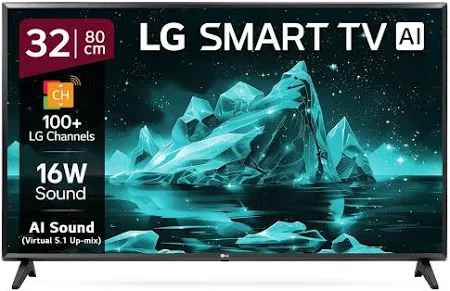 32 80 cm
LG SMART TV AI
CH
100+
LG Channels
16W
Sound
AI Sound
(Virtual 5.1 Up-mix)
LG